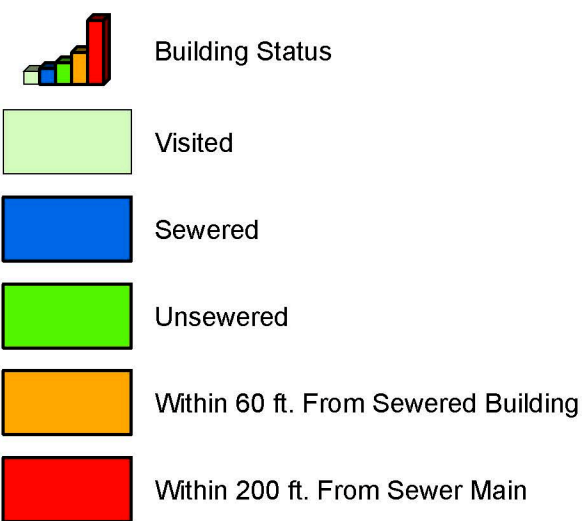 Building Status
Visited
Sewered
Unsewered
Within 60 ft. From Sewered Building
Within 200 ft. From Sewer Main